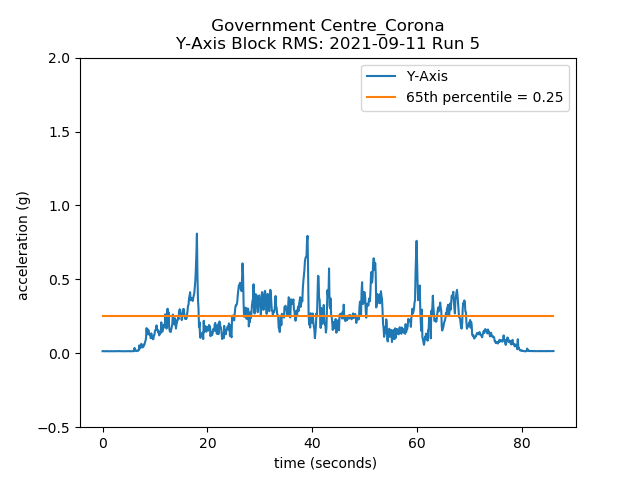 Government Centre_Corona
Y-Axis Block RMS: 2021-09-11 Run 5
2.0
Y-Axis
65th percentile = 0.25
1.5
1.0
0.5
0.0
−0.5
acceleration (g)
0 20 40 60 80
time (seconds)